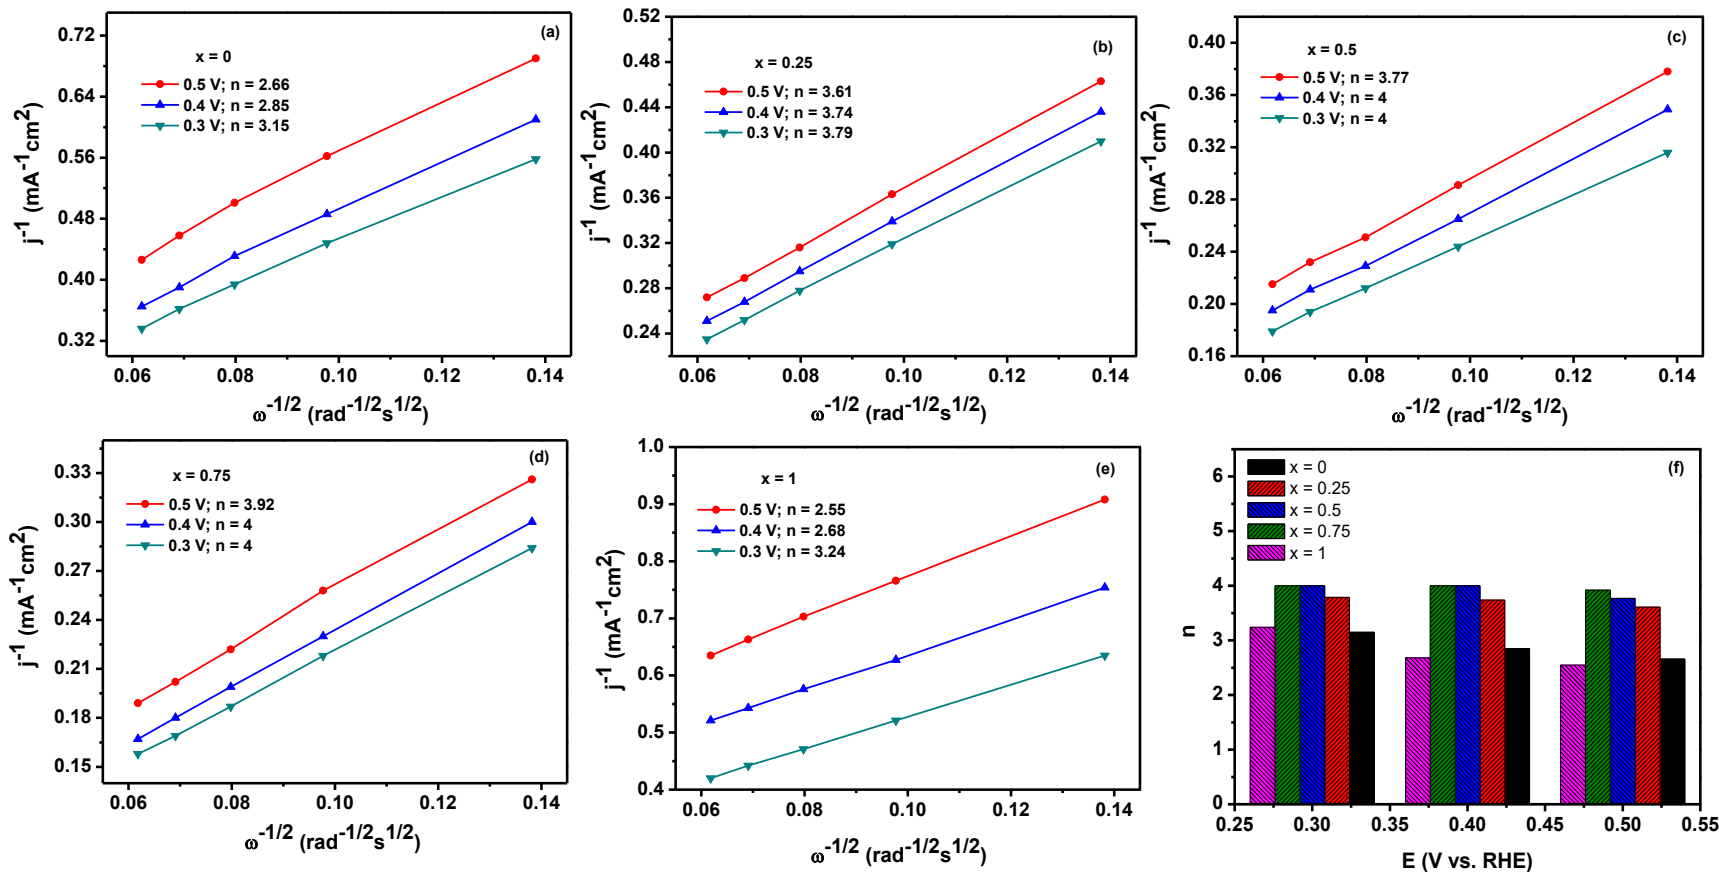 (a)
x = 0
0.5 V; n = 2.66
0.4 V; n = 2.85
0.3 V; n = 3.15
0.72
0.64
0.56
0.48
0.40
0.32
j⁻¹ (mA⁻¹cm²)
0.06 0.08 0.10 0.12 0.14
ω⁻¹/² (rad⁻¹/²s¹/²)
(b)
x = 0.25
0.5 V; n = 3.61
0.4 V; n = 3.74
0.3 V; n = 3.79
0.52
0.48
0.44
0.40
0.36
0.32
0.28
0.24
j⁻¹ (mA⁻¹cm²)
0.06 0.08 0.10 0.12 0.14
ω⁻¹/² (rad⁻¹/²s¹/²)
(c)
x = 0.5
0.5 V; n = 3.77
0.4 V; n = 4
0.3 V; n = 4
0.40
0.36
0.32
0.28
0.24
0.20
0.16
j⁻¹ (mA⁻¹cm²)
0.06 0.08 0.10 0.12 0.14
ω⁻¹/² (rad⁻¹/²s¹/²)
(d)
x = 0.75
0.5 V; n = 3.92
0.4 V; n = 4
0.3 V; n = 4
0.33
0.30
0.27
0.24
0.21
0.18
0.15
j⁻¹ (mA⁻¹cm²)
0.06 0.08 0.10 0.12 0.14
ω⁻¹/² (rad⁻¹/²s¹/²)
(e)
x = 1
0.5 V; n = 2.55
0.4 V; n = 2.68
0.3 V; n = 3.24
1.0
0.9
0.8
0.7
0.6
0.5
0.4
j⁻¹ (mA⁻¹cm²)
0.06 0.08 0.10 0.12 0.14
ω⁻¹/² (rad⁻¹/²s¹/²)
(f)
x = 0
x = 0.25
x = 0.5
x = 0.75
x = 1
6
5
4
3
2
1
0
n
0.25 0.30 0.35 0.40 0.45 0.50 0.55
E (V vs. RHE)